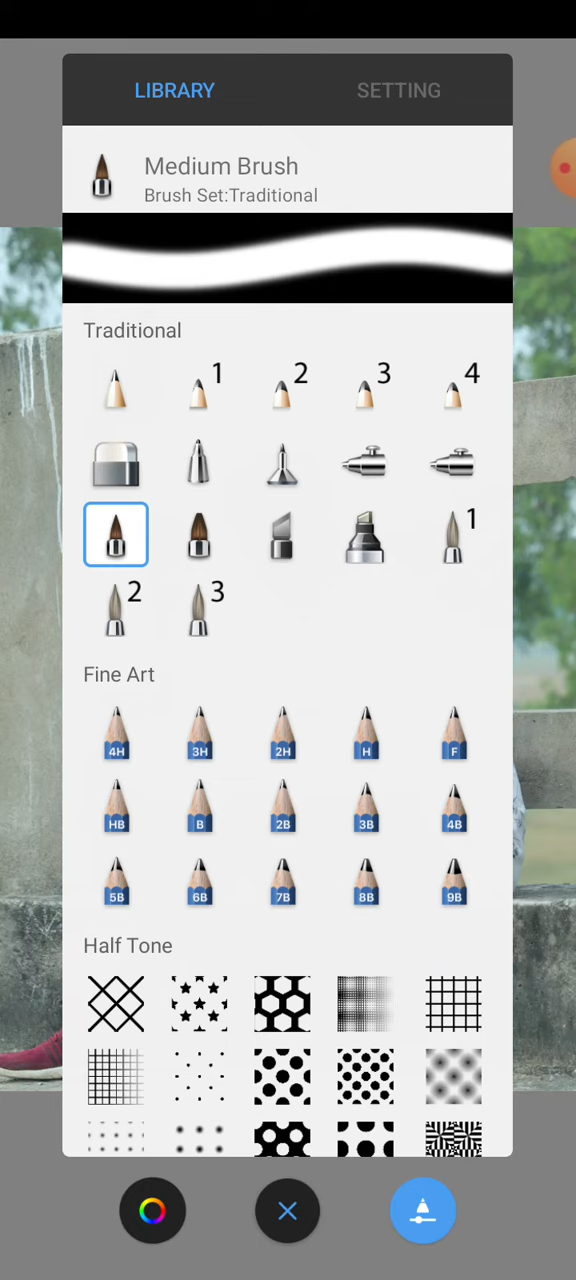 LIBRARY SETTING
Medium Brush
Brush Set:Traditional
Traditional
1 2 3 4
1
2 3
Fine Art
4H 3H 2H H F
HB B 2B 3B 4B
5B 6B 7B 8B 9B
Half Tone